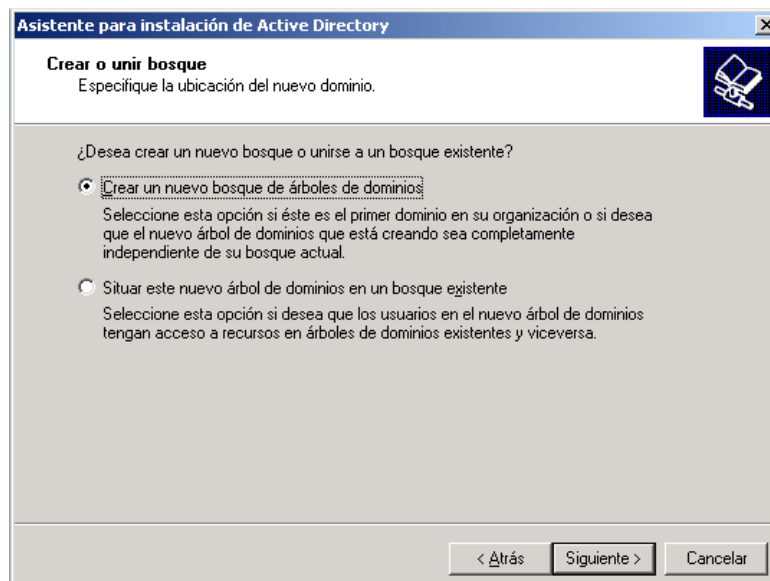 Asistente para instalación de Active Directory
Crear o unir bosque
Especifique la ubicación del nuevo dominio.
¿Desea crear un nuevo bosque o unirse a un bosque existente?
Crear un nuevo bosque de árboles de dominios
Seleccione esta opción si éste es el primer dominio en su organización o si desea
que el nuevo árbol de dominios que está creando sea completamente
independiente de su bosque actual.
Situar este nuevo árbol de dominios en un bosque existente
Seleccione esta opción si desea que los usuarios en el nuevo árbol de dominios
tengan acceso a recursos en árboles de dominios existentes y viceversa.
< Atrás Siguiente > Cancelar